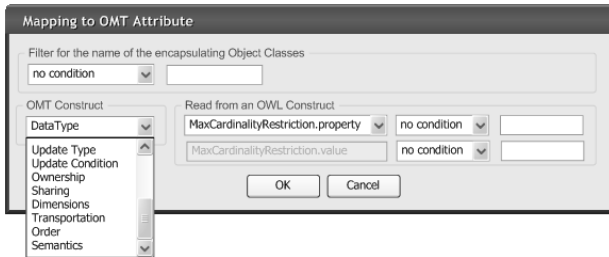 Mapping to OMT Attribute
Filter for the name of the encapsulating Object Classes
no condition
OMT Construct
Read from an OWL Construct
DataType
MaxCardinalityRestriction.property
no condition
MaxCardinalityRestriction.value
no condition
Update Type
Update Condition
Ownership
Sharing
Dimensions
Transportation
Order
Semantics
OK
Cancel